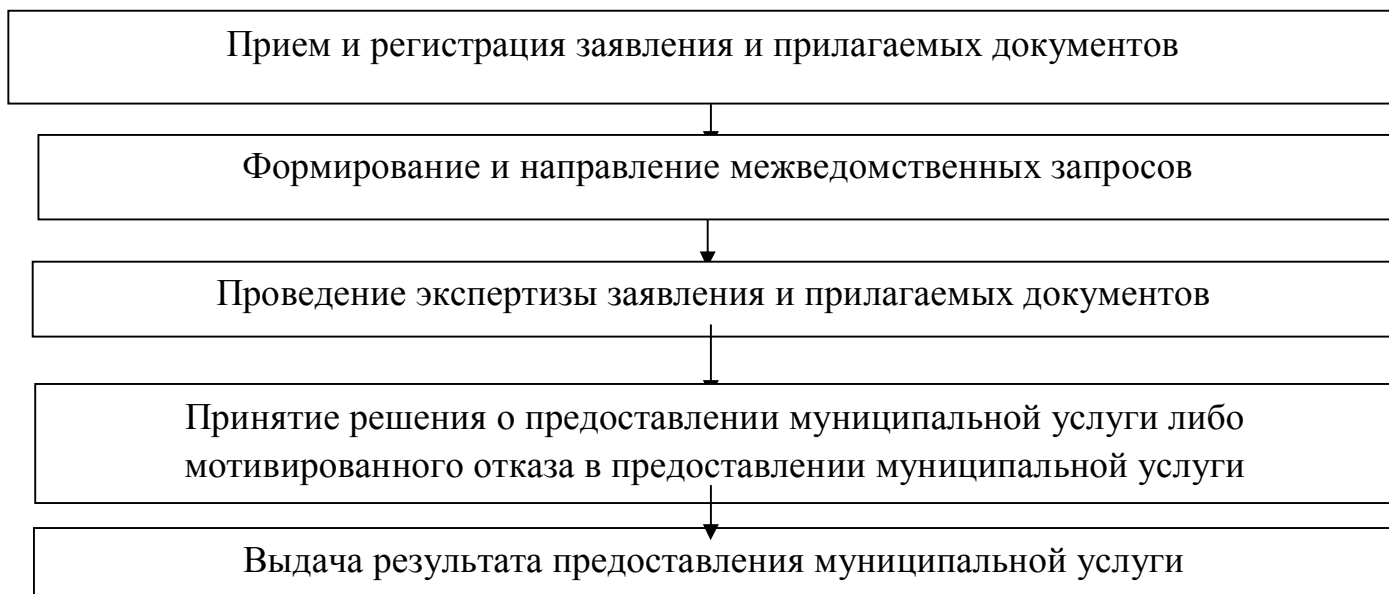 Прием и регистрация заявления и прилагаемых документов
Формирование и направление межведомственных запросов
Проведение экспертизы заявления и прилагаемых документов
Принятие решения о предоставлении муниципальной услуги либо
мотивированного отказа в предоставлении муниципальной услуги
Выдача результата предоставления муниципальной услуги